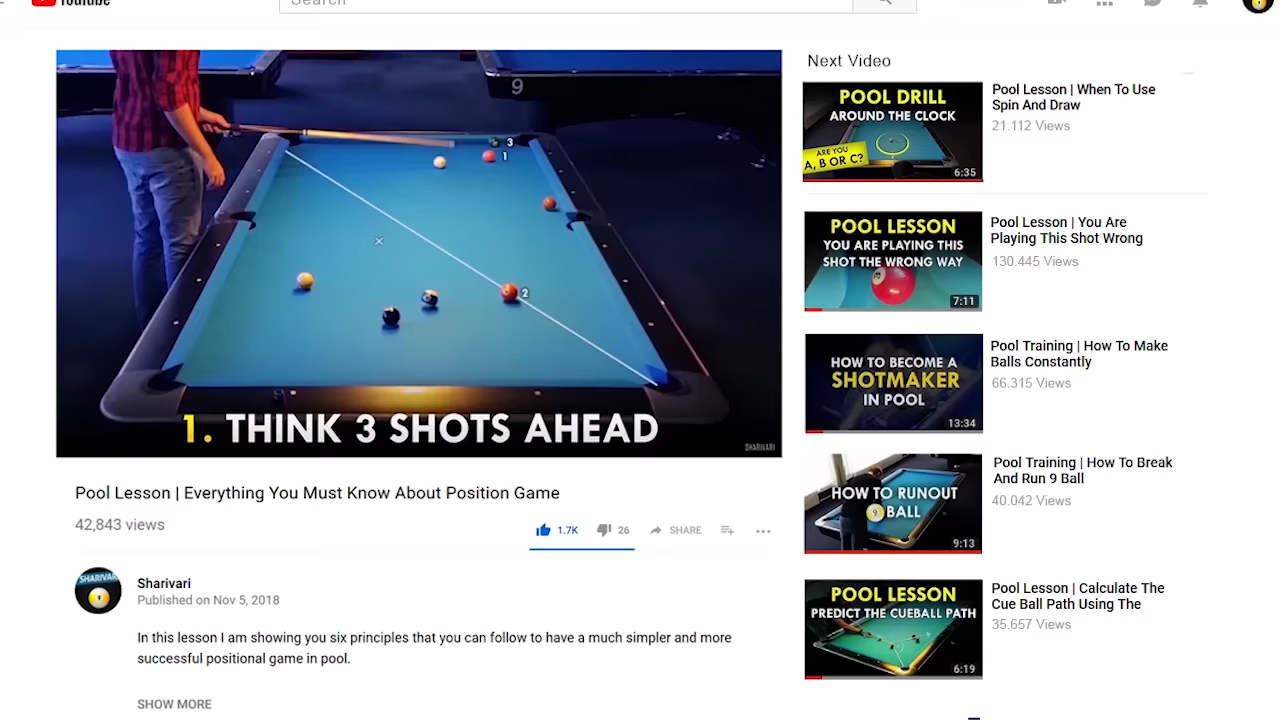 YouTube
Search
9
3
1
2
1. THINK 3 SHOTS AHEAD
SHARIVARI
Pool Lesson | Everything You Must Know About Position Game
42,843 views
1.7K
26
SHARE
SHARIVARI
Sharivari
Published on Nov 5, 2018
In this lesson I am showing you six principles that you can follow to have a much simpler and more
successful positional game in pool.
SHOW MORE
Next Video
POOL DRILL
AROUND THE CLOCK
ARE YOU
A, B OR C?
6:35
Pool Lesson | When To Use
Spin And Draw
21.112 Views
POOL LESSON
YOU ARE PLAYING THIS
SHOT THE WRONG WAY
7:11
Pool Lesson | You Are
Playing This Shot Wrong
130.445 Views
HOW TO BECOME A
SHOTMAKER
IN POOL
13:34
Pool Training | How To Make
Balls Constantly
66.315 Views
HOW TO RUNOUT
9 BALL
9:13
Pool Training | How To Break
And Run 9 Ball
40.042 Views
POOL LESSON
PREDICT THE CUEBALL PATH
6:19
Pool Lesson | Calculate The
Cue Ball Path Using The
35.657 Views